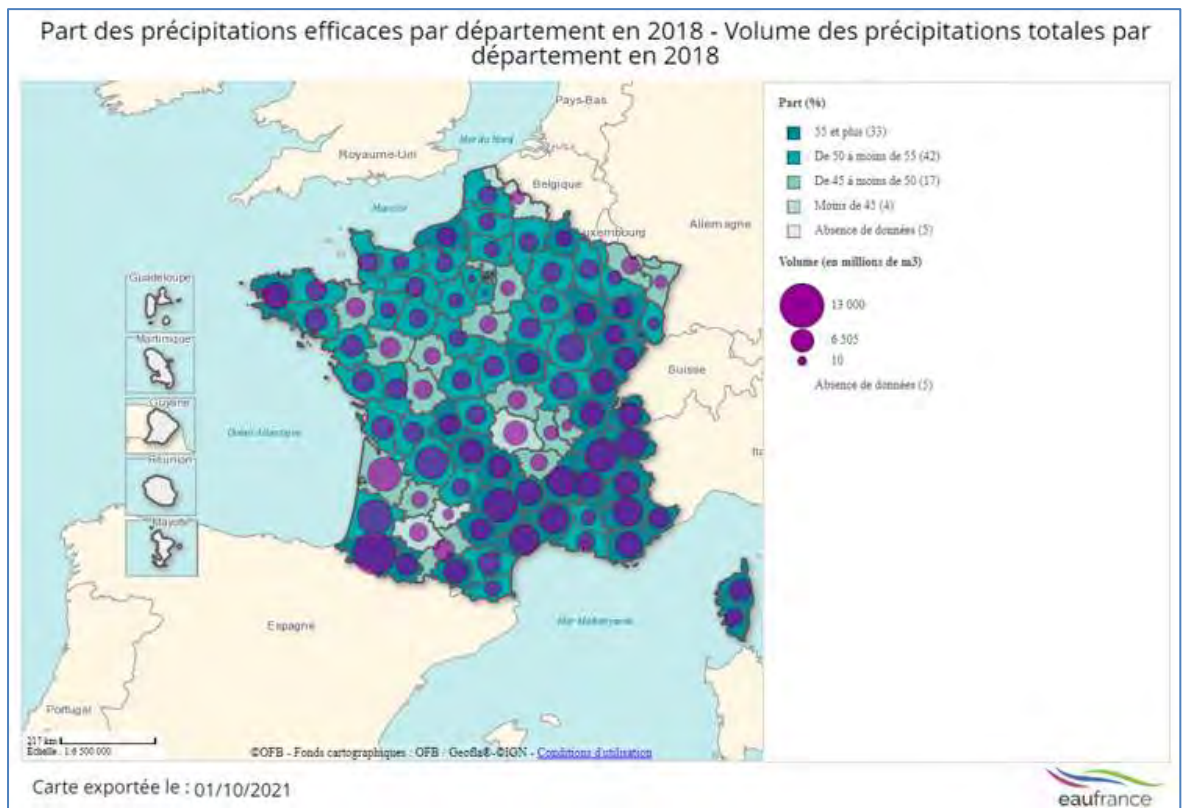 Part des précipitations efficaces par département en 2018 - Volume des précipitations totales par
département en 2018
Pays-Bas
Mer du Nord
Royaume-Uni
Belgique
Manche
Allemagne
Luxembourg
Guadeloupe
Martinique
Suisse
Guyane
Océan Atlantique
Réunion
Ita
Mayotte
Espagne
Mer Méditerranée
Portugal
217 km
Echelle : 1:6 500 000
©OFB - Fonds cartographiques : OFB / Geofla®-©IGN - Conditions d'utilisation
Part (%)
55 et plus (33)
De 50 à moins de 55 (42)
De 45 à moins de 50 (17)
Moins de 45 (4)
Absence de données (5)
Volume (en millions de m3)
13 000
6 505
10
Absence de données (5)
Carte exportée le : 01/10/2021
eaufrance